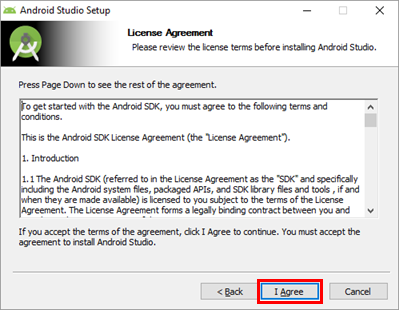 Android Studio Setup
License Agreement
Please review the license terms before installing Android Studio.
Press Page Down to see the rest of the agreement.
To get started with the Android SDK, you must agree to the following terms and
conditions.
This is the Android SDK License Agreement (the "License Agreement").
1. Introduction
1.1 The Android SDK (referred to in the License Agreement as the "SDK" and specifically
including the Android system files, packaged APIs, and SDK library files and tools , if and
when they are made available) is licensed to you subject to the terms of the License
Agreement. The License Agreement forms a legally binding contract between you and
If you accept the terms of the agreement, click I Agree to continue. You must accept the
agreement to install Android Studio.
< Back
I Agree
Cancel